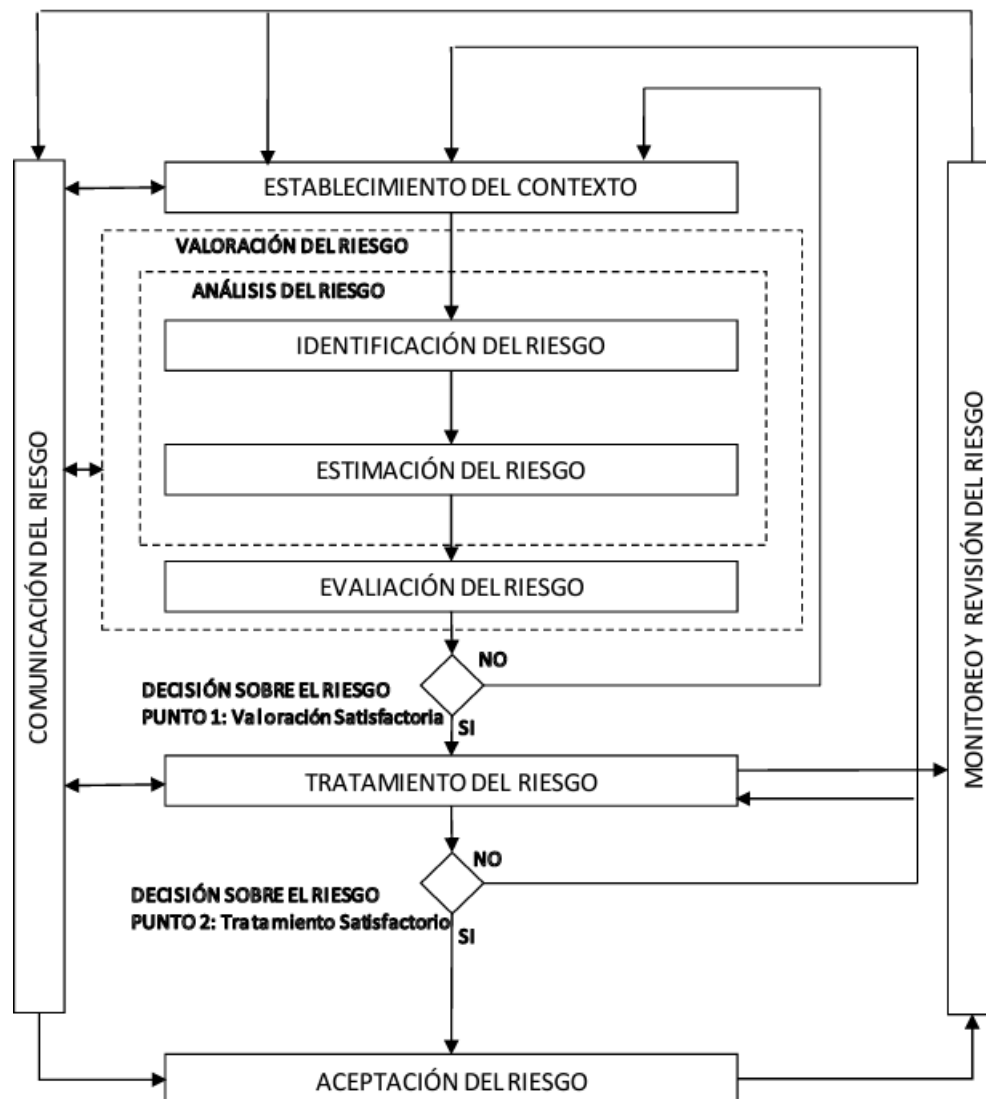 ESTABLECIMIENTO DEL CONTEXTO
VALORACIÓN DEL RIESGO
ANÁLISIS DEL RIESGO
IDENTIFICACIÓN DEL RIESGO
ESTIMACIÓN DEL RIESGO
EVALIACIÓN DEL RIESGO
NO
DECISIÓN SOBRE EL RIESGO
PUNTO 1: Valoración Satisfactoria
SI
TRATAMIENTO DEL RIESGO
NO
DECISIÓN SOBRE EL RIESGO
PUNTO 2: Tratamiento Satisfactorio
SI
ACEPTACIÓN DEL RIESGO
COMUNICACIÓN DEL RIESGO
MONITOREO Y REVISIÓN DEL RIESGO